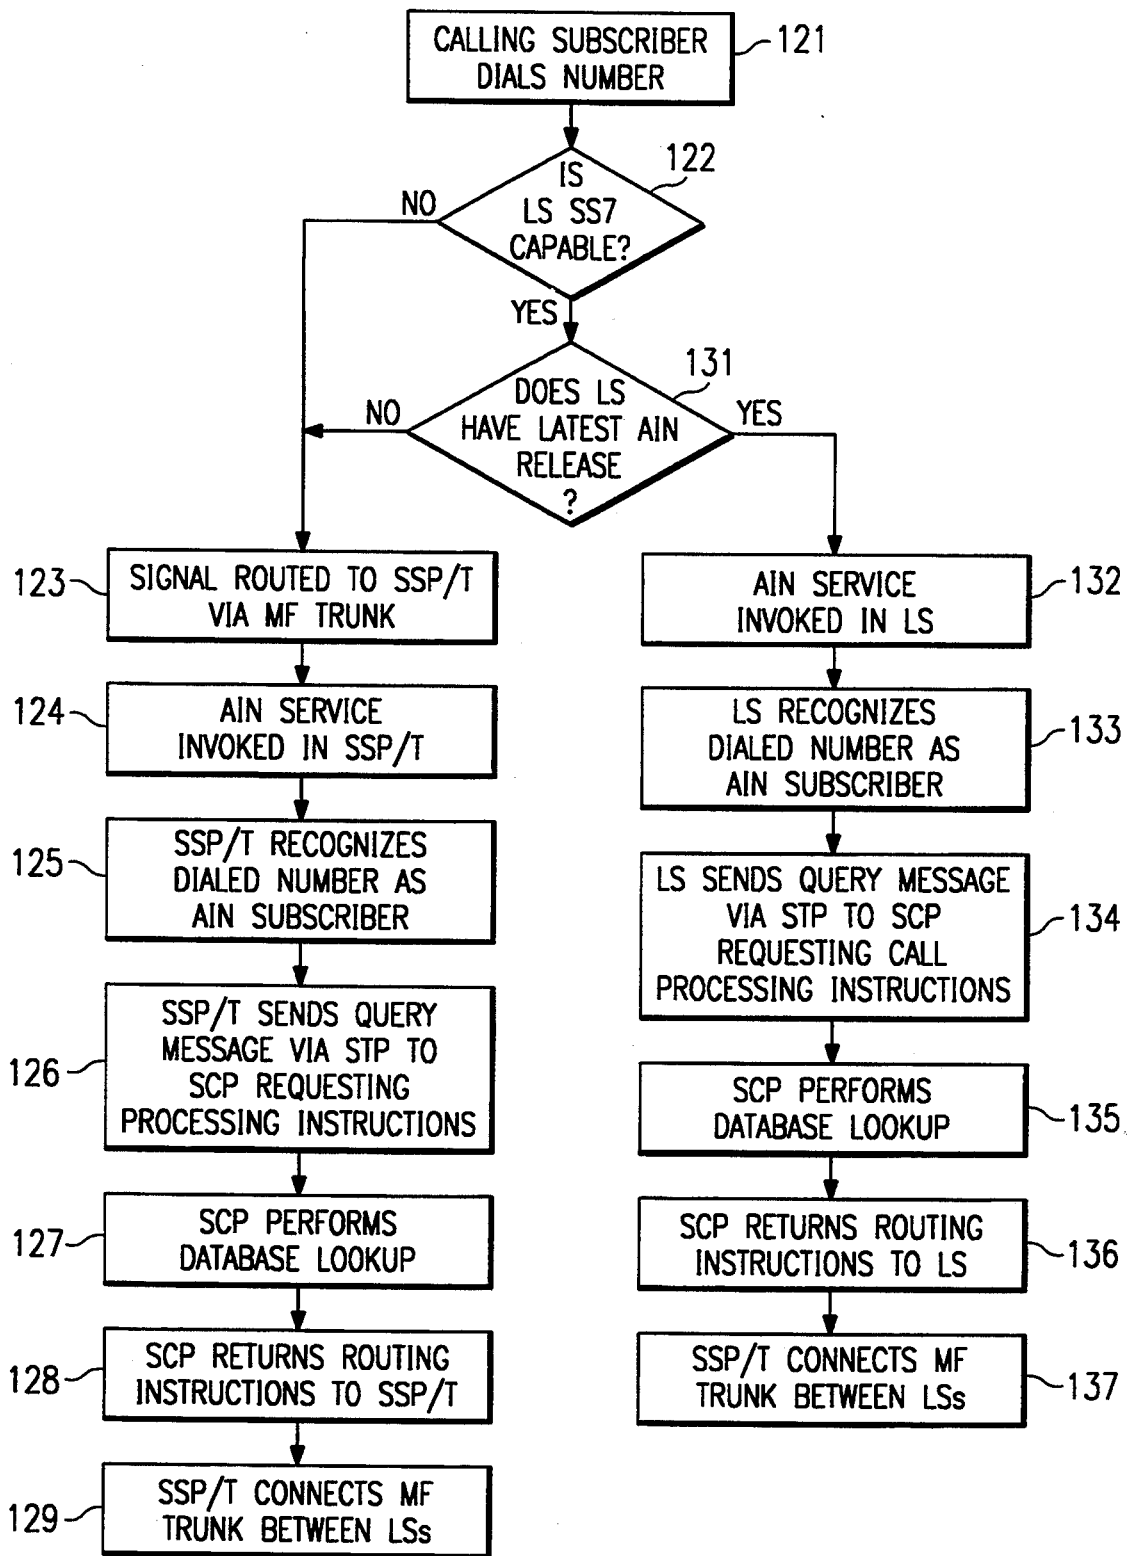 CALLING SUBSCRIBER
DIALS NUMBER
121
IS
LS SS7
CAPABLE?
122
NO
YES
DOES LS
HAVE LATEST AIN
RELEASE
?
131
NO
YES
123
SIGNAL ROUTED TO SSP/T
VIA MF TRUNK
124
AIN SERVICE
INVOKED IN SSP/T
125
SSP/T RECOGNIZES
DIALED NUMBER AS
AIN SUBSCRIBER
126
SSP/T SENDS QUERY
MESSAGE VIA STP TO
SCP REQUESTING
PROCESSING INSTRUCTIONS
127
SCP PERFORMS
DATABASE LOOKUP
128
SCP RETURNS ROUTING
INSTRUCTIONS TO SSP/T
129
SSP/T CONNECTS MF
TRUNK BETWEEN LSs
AIN SERVICE
INVOKED IN LS
132
LS RECOGNIZES
DIALED NUMBER AS
AIN SUBSCRIBER
133
LS SENDS QUERY MESSAGE
VIA STP TO SCP
REQUESTING CALL
PROCESSING INSTRUCTIONS
134
SCP PERFORMS
DATABASE LOOKUP
135
SCP RETURNS ROUTING
INSTRUCTIONS TO LS
136
SSP/T CONNECTS MF
TRUNK BETWEEN LSs
137